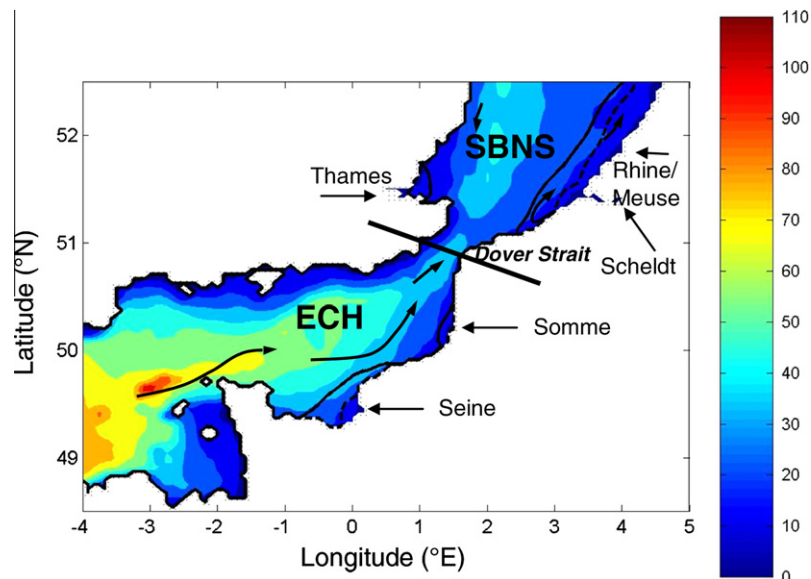 110
100
90
80
70
60
50
40
30
20
10
0
52
51
50
49
Latitude (°N)
SBNS
Thames
Rhine/
Meuse
Scheldt
Dover Strait
ECH
Somme
Seine
-4 -3 -2 -1 0 1 2 3 4 5
Longitude (°E)